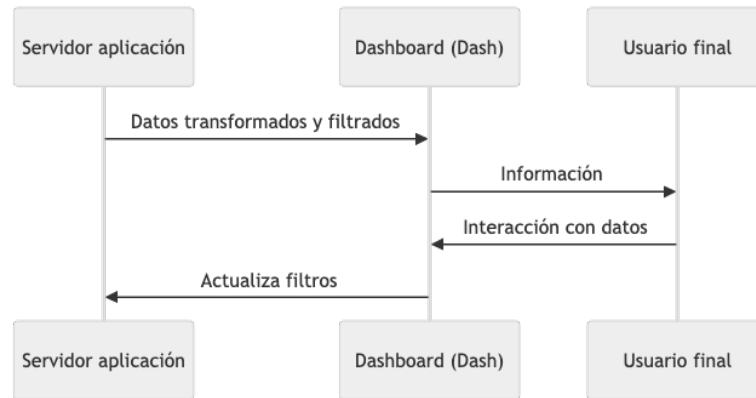 Servidor aplicación
Dashboard (Dash)
Usuario final
Datos transformados y filtrados
Información
Interacción con datos
Actualiza filtros
Servidor aplicación
Dashboard (Dash)
Usuario final